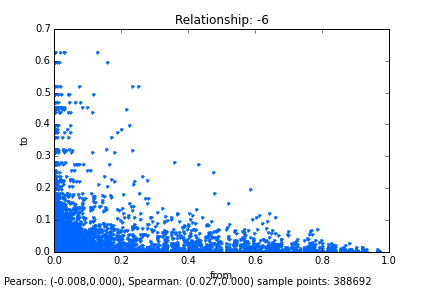 Relationship: -6
0.7
0.6
0.5
0.4
0.3
0.2
0.1
0.0
to
0.0 0.2 0.4 0.6 0.8 1.0
from
Pearson: (-0.008,0.000), Spearman: (0.027,0.000) sample points: 388692